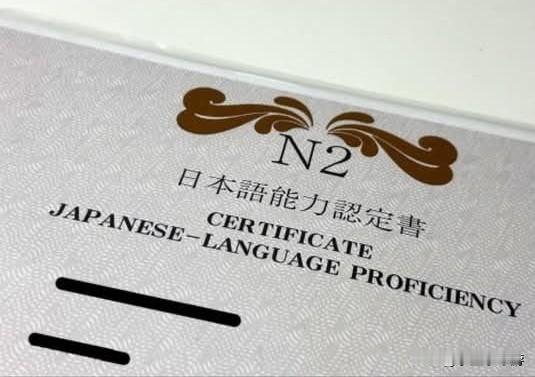 N2
日本語能力認定書
CERTIFICATE
JAPANESE-LANGUAGE PROFICIENCY